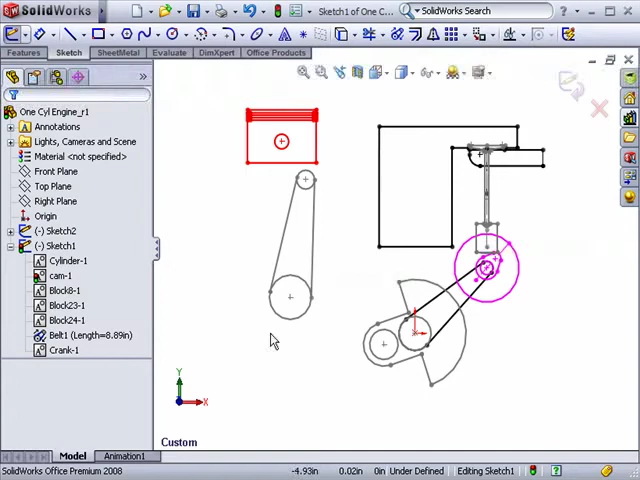 SolidWorks
Sketch1 of One C...
SolidWorks Search
Features
Sketch
SheetMetal
Evaluate
DimXpert
Office Products
One Cyl Engine_r1
Annotations
Lights, Cameras and Scene
Material <not specified>
Front Plane
Top Plane
Right Plane
Origin
(-) Sketch2
(-) Sketch1
Cylinder-1
cam-1
Block8-1
Block23-1
Block24-1
Belt1 (Length=8.89in)
Crank-1
Y
X
Custom
Model
Animation1
SolidWorks Office Premium 2008
-4.93in
0.02in
0in
Under Defined
Editing Sketch1